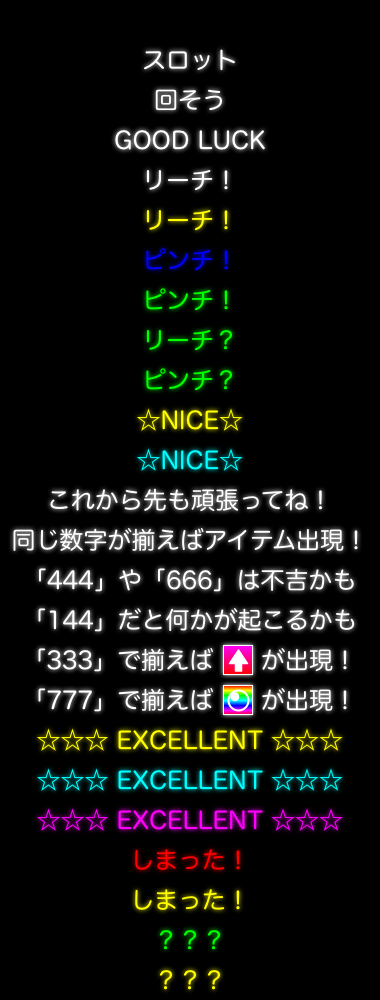 スロット
回そう
GOOD LUCK
リーチ！
リーチ！
ピンチ！
ピンチ！
リーチ？
ピンチ？
☆NICE☆
☆NICE☆
これから先も頑張ってね！
同じ数字が揃えばアイテム出現！
「444」や「666」は不吉かも
「144」だと何かが起こるかも
「333」で揃えば が出現！
「777」で揃えば が出現！
☆☆☆ EXCELLENT ☆☆☆
☆☆☆ EXCELLENT ☆☆☆
☆☆☆ EXCELLENT ☆☆☆
しまった！
しまった！
？？？
？？？